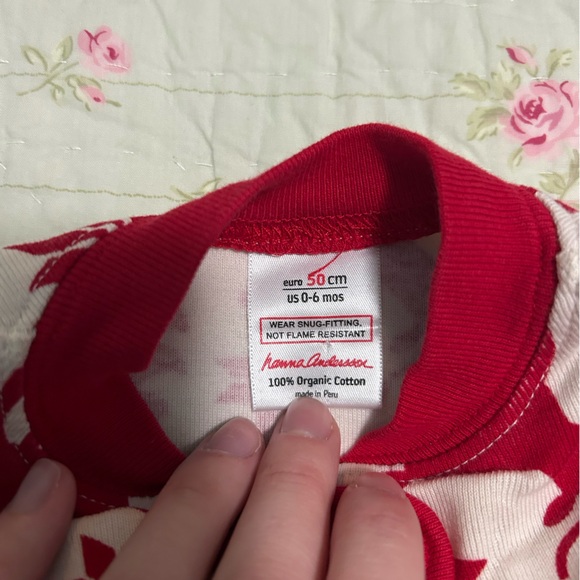 euro 50 cm
US 0-6 mos
WEAR SNUG-FITTING,
NOT FLAME RESISTANT
hanna Andersson
100% Organic Cotton
made in Peru